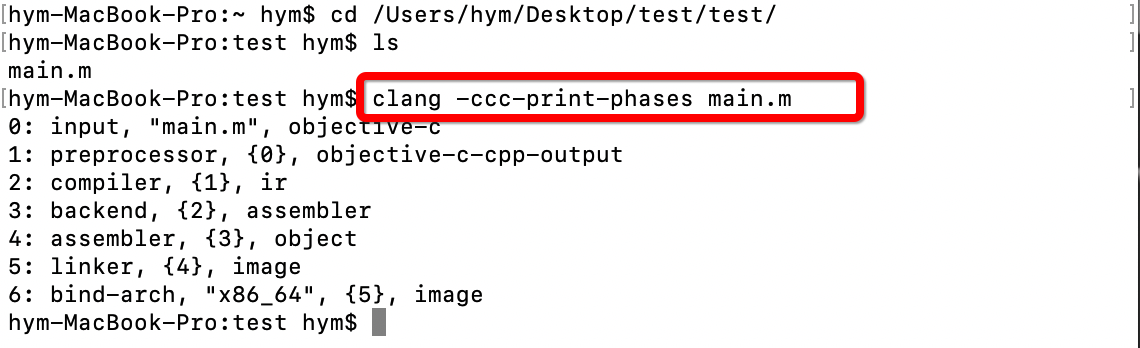 [hym-MacBook-Pro:~ hym$ cd /Users/hym/Desktop/test/test/ ]
[hym-MacBook-Pro:test hym$ ls ]
main.m
[hym-MacBook-Pro:test hym$ clang -ccc-print-phases main.m ]
0: input, "main.m", objective-c
1: preprocessor, {0}, objective-c-cpp-output
2: compiler, {1}, ir
3: backend, {2}, assembler
4: assembler, {3}, object
5: linker, {4}, image
6: bind-arch, "x86_64", {5}, image
hym-MacBook-Pro:test hym$